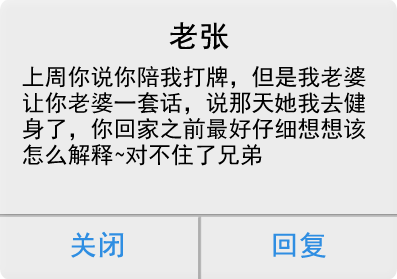 老张
上周你说你陪我打牌，但是我老婆
让你老婆一套话，说那天她我去健
身了，你回家之前最好仔细想想该
怎么解释~对不住了兄弟
关闭
回复